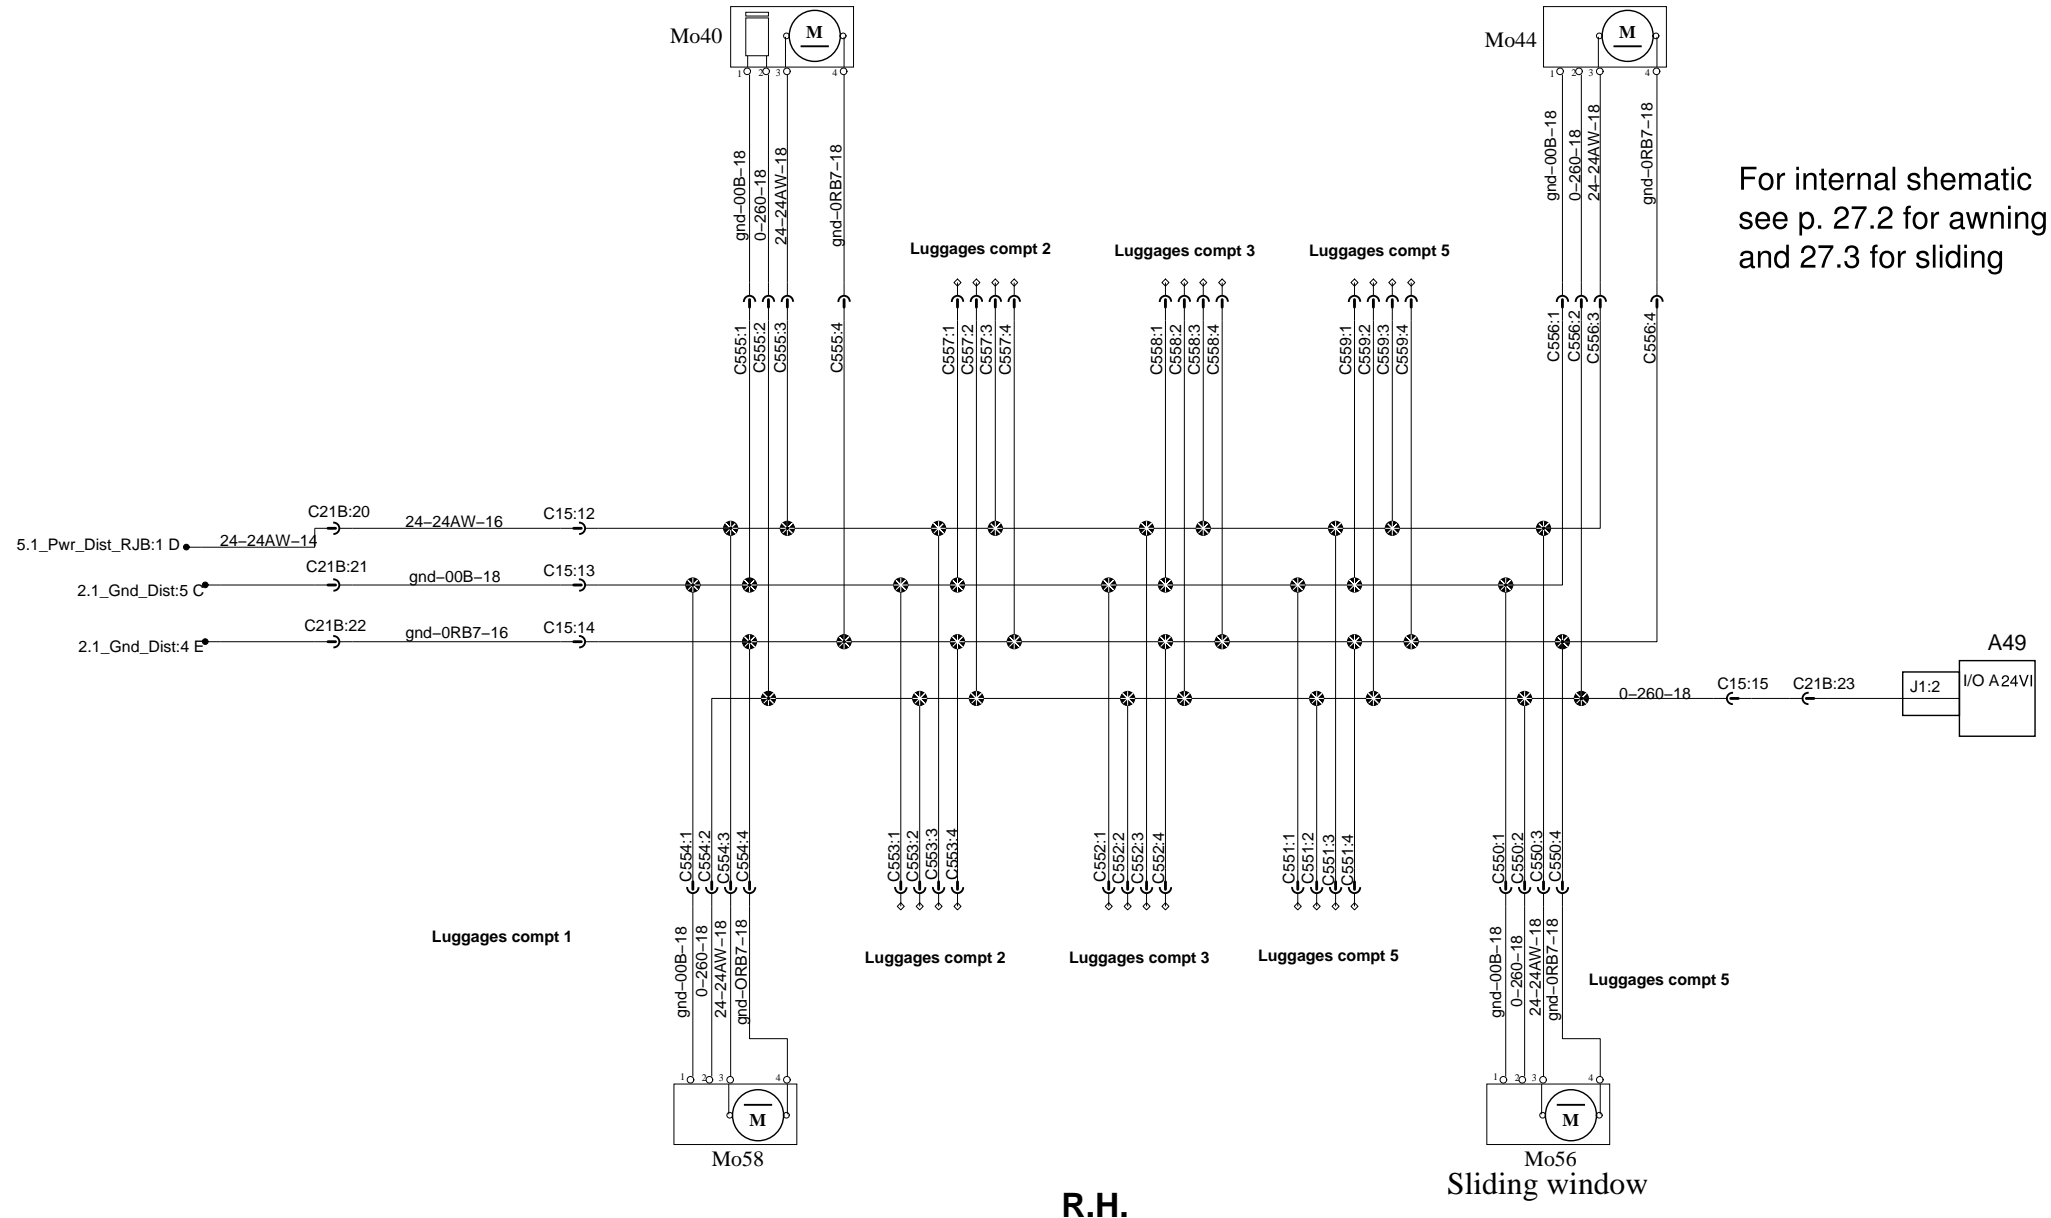 Mo40
M
1
2
3
4
Mo44
M
1
2
3
4
gnd-00B-18
0-260-18
24-24AW-18
gnd-0RB7-18
gnd-00B-18
0-260-18
24-24AW-18
gnd-0RB7-18
For internal shematic
see p. 27.2 for awning
and 27.3 for sliding
Luggages compt 2
Luggages compt 3
Luggages compt 5
C555:1
C555:2
C555:3
C555:4
C557:1
C557:2
C557:3
C557:4
C558:1
C558:2
C558:3
C558:4
C559:1
C559:2
C559:3
C559:4
C556:1
C556:2
C556:3
C556:4
5.1_Pwr_Dist_RJB:1 D
24-24AW-14
C21B:20
24-24AW-16
C15:12
2.1_Gnd_Dist:5 C
C21B:21
gnd-00B-18
C15:13
2.1_Gnd_Dist:4 E
C21B:22
gnd-0RB7-16
C15:14
0-260-18
C15:15
C21B:23
J1:2
A49
I/O A 24VI
C554:1
C554:2
C554:3
C554:4
C553:1
C553:2
C553:3
C553:4
C552:1
C552:2
C552:3
C552:4
C551:1
C551:2
C551:3
C551:4
C550:1
C550:2
C550:3
C550:4
Luggages compt 1
Luggages compt 2
Luggages compt 3
Luggages compt 5
Luggages compt 5
gnd-00B-18
0-260-18
24-24AW-18
gnd-ORB7-18
gnd-00B-18
0-260-18
24-24AW-18
gnd-0RB7-18
1
2
3
4
M
Mo58
1
2
3
4
M
Mo56
Sliding window
R.H.